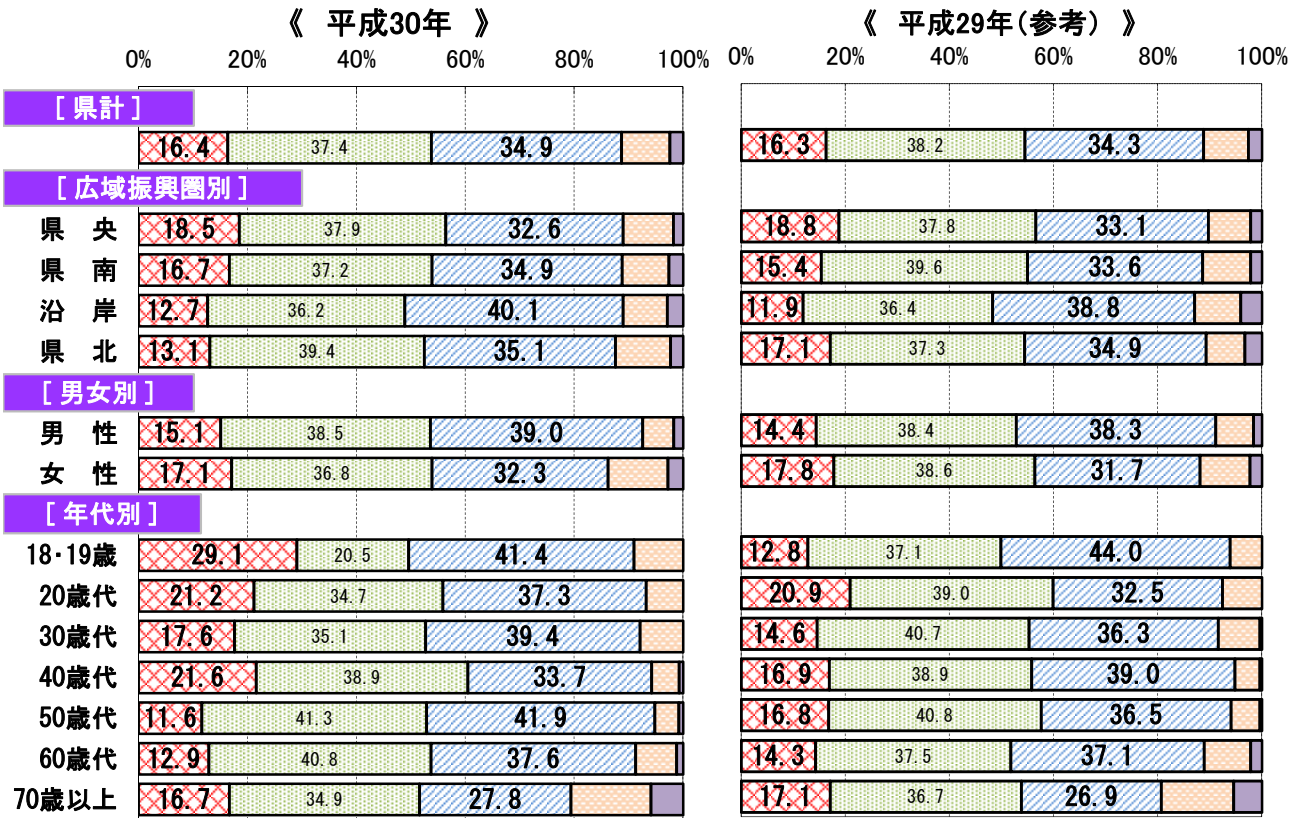 《 平成30年 》 《 平成29年(参考) 》
0% 20% 40% 60% 80% 100% 0% 20% 40% 60% 80% 100%
[ 県計 ]
16.4 37.4 34.9 16.3 38.2 34.3
[ 広域振興圏別 ]
県 央 18.5 37.9 32.6 18.8 37.8 33.1
県 南 16.7 37.2 34.9 15.4 39.6 33.6
沿 岸 12.7 36.2 40.1 11.9 36.4 38.8
県 北 13.1 39.4 35.1 17.1 37.3 34.9
[ 男女別 ]
男 性 15.1 38.5 39.0 14.4 38.4 38.3
女 性 17.1 36.8 32.3 17.8 38.6 31.7
[ 年代別 ]
18・19歳 29.1 20.5 41.4 12.8 37.1 44.0
20歳代 21.2 34.7 37.3 20.9 39.0 32.5
30歳代 17.6 35.1 39.4 14.6 40.7 36.3
40歳代 21.6 38.9 33.7 16.9 38.9 39.0
50歳代 11.6 41.3 41.9 16.8 40.8 36.5
60歳代 12.9 40.8 37.6 14.3 37.5 37.1
70歳以上 16.7 34.9 27.8 17.1 36.7 26.9